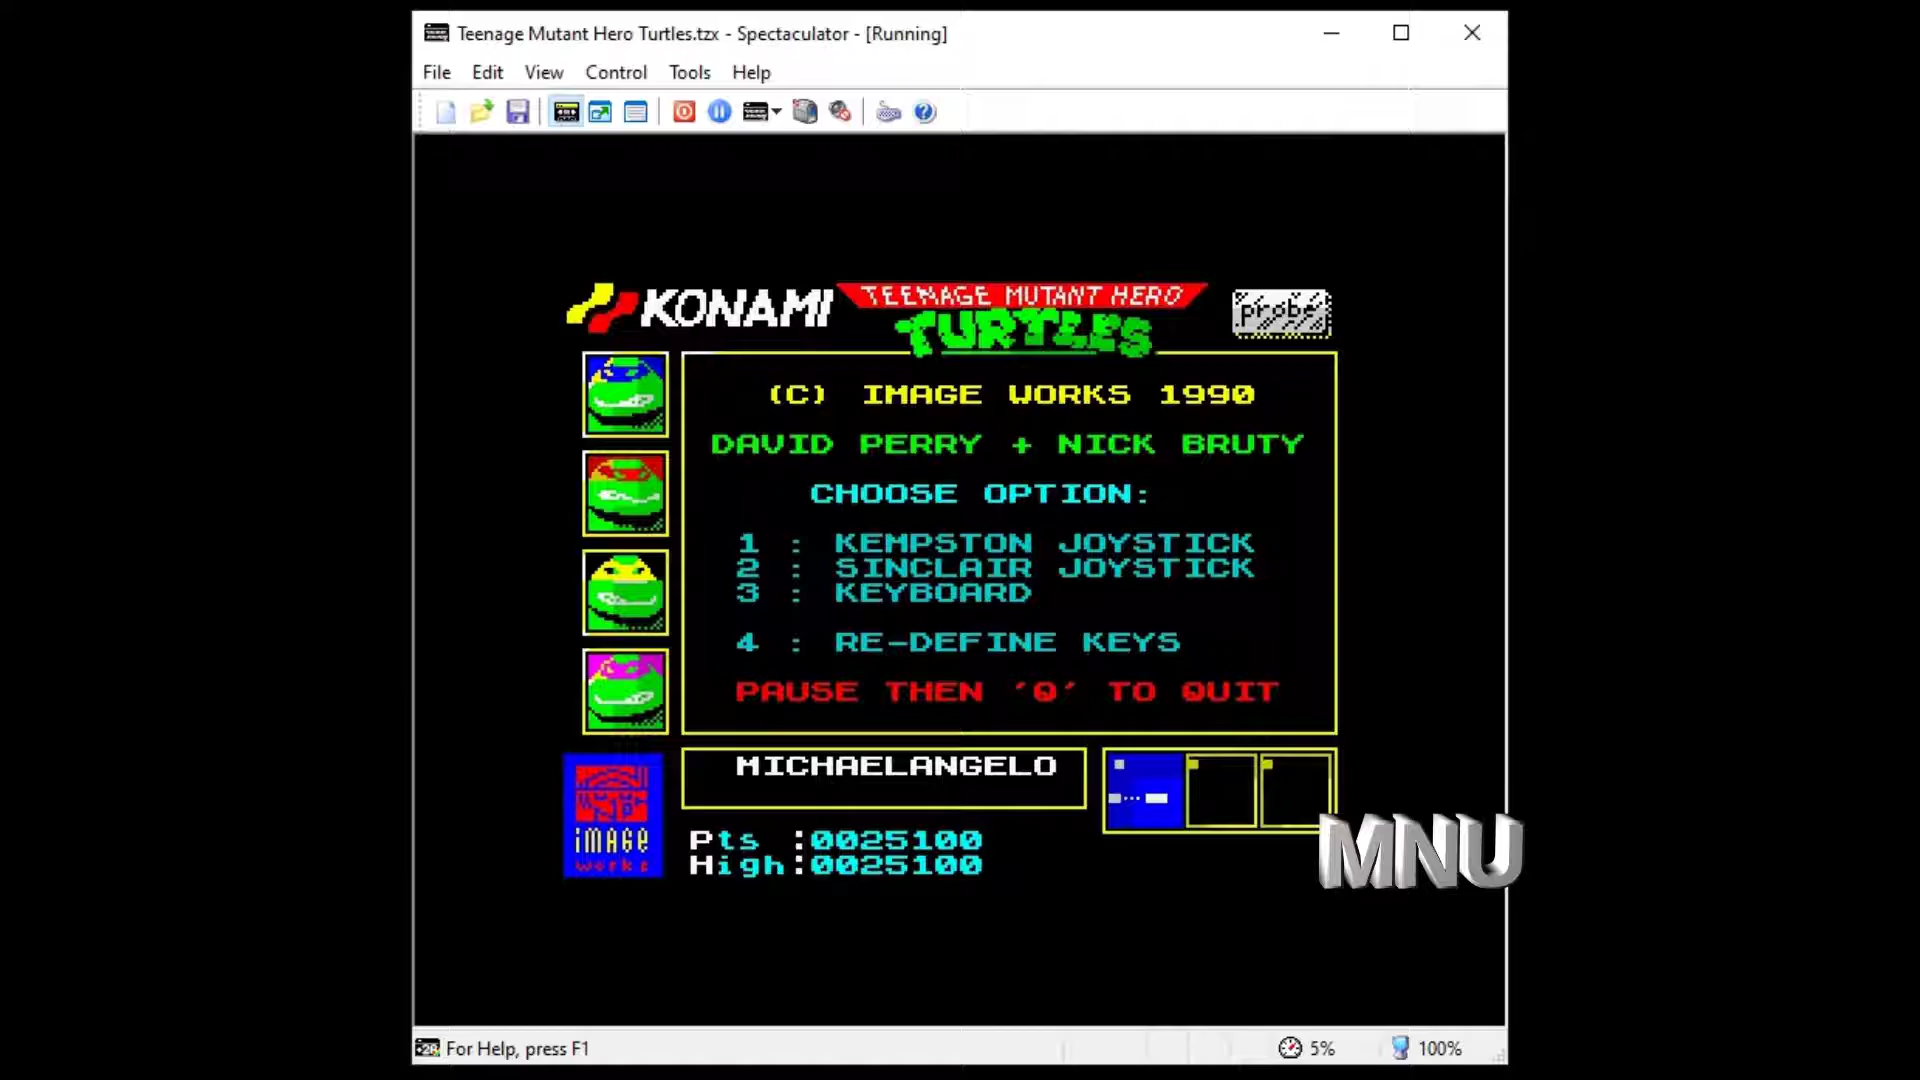 Teenage Mutant Hero Turtles.tzx - Spectaculator - [Running]
File Edit View Control Tools Help
KONAMI
TEENAGE MUTANT HERO
TURTLES
probe
(C) IMAGE WORKS 1990
DAVID PERRY + NICK BRUTY
CHOOSE OPTION:
1 : KEMPSTON JOYSTICK
2 : SINCLAIR JOYSTICK
3 : KEYBOARD
4 : RE-DEFINE KEYS
PAUSE THEN 'Q' TO QUIT
MICHAELANGELO
iMAGe
works
Pts :0025100
High:0025100
MNU
For Help, press F1
5%
100%